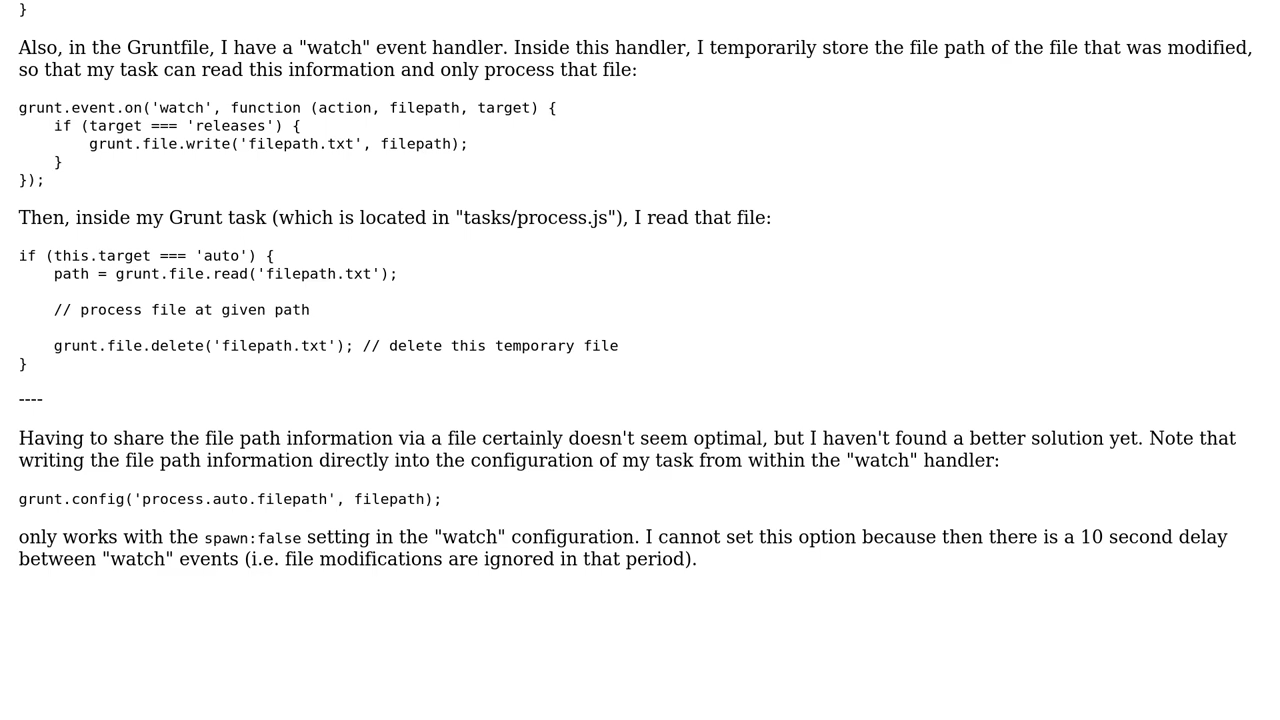 }
Also, in the Gruntfile, I have a "watch" event handler. Inside this handler, I temporarily store the file path of the file that was modified,
so that my task can read this information and only process that file:
grunt.event.on('watch', function (action, filepath, target) {
    if (target === 'releases') {
        grunt.file.write('filepath.txt', filepath);
    }
});
Then, inside my Grunt task (which is located in "tasks/process.js"), I read that file:
if (this.target === 'auto') {
    path = grunt.file.read('filepath.txt');
    // process file at given path
    grunt.file.delete('filepath.txt'); // delete this temporary file
}
----
Having to share the file path information via a file certainly doesn't seem optimal, but I haven't found a better solution yet. Note that
writing the file path information directly into the configuration of my task from within the "watch" handler:
grunt.config('process.auto.filepath', filepath);
only works with the spawn:false setting in the "watch" configuration. I cannot set this option because then there is a 10 second delay
between "watch" events (i.e. file modifications are ignored in that period).